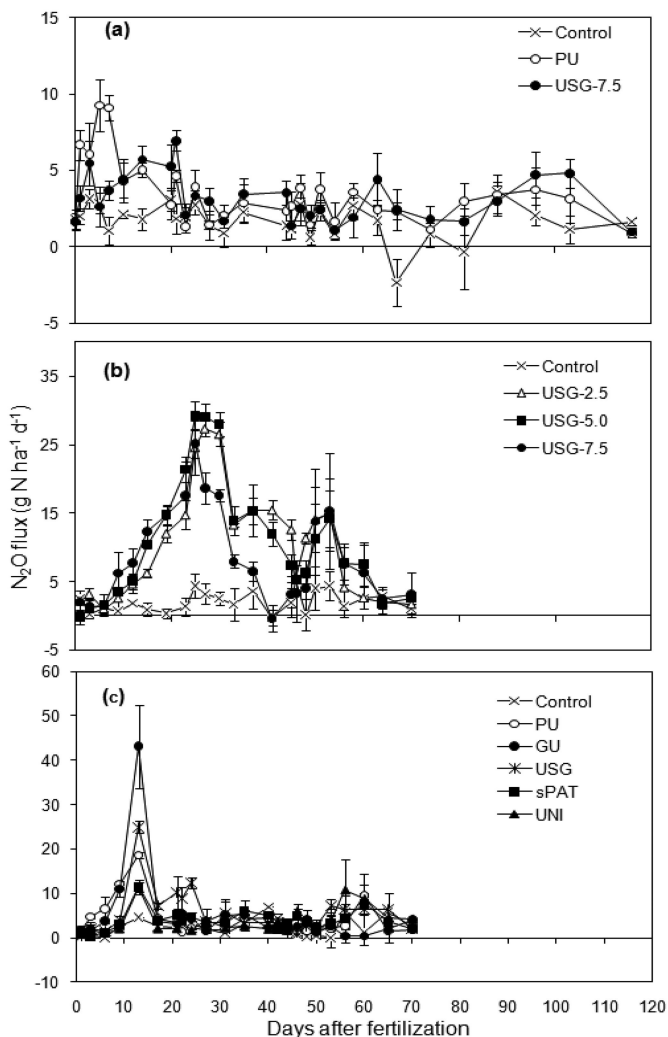 (a)
Control
PU
USG-7.5
15
10
5
0
-5
(b)
Control
USG-2.5
USG-5.0
USG-7.5
35
25
15
5
-5
N₂O flux (g N ha⁻¹ d⁻¹)
(c)
Control
PU
GU
USG
sPAT
UNI
60
50
40
30
20
10
0
-10
0 10 20 30 40 50 60 70 80 90 100 110 120
Days after fertilization